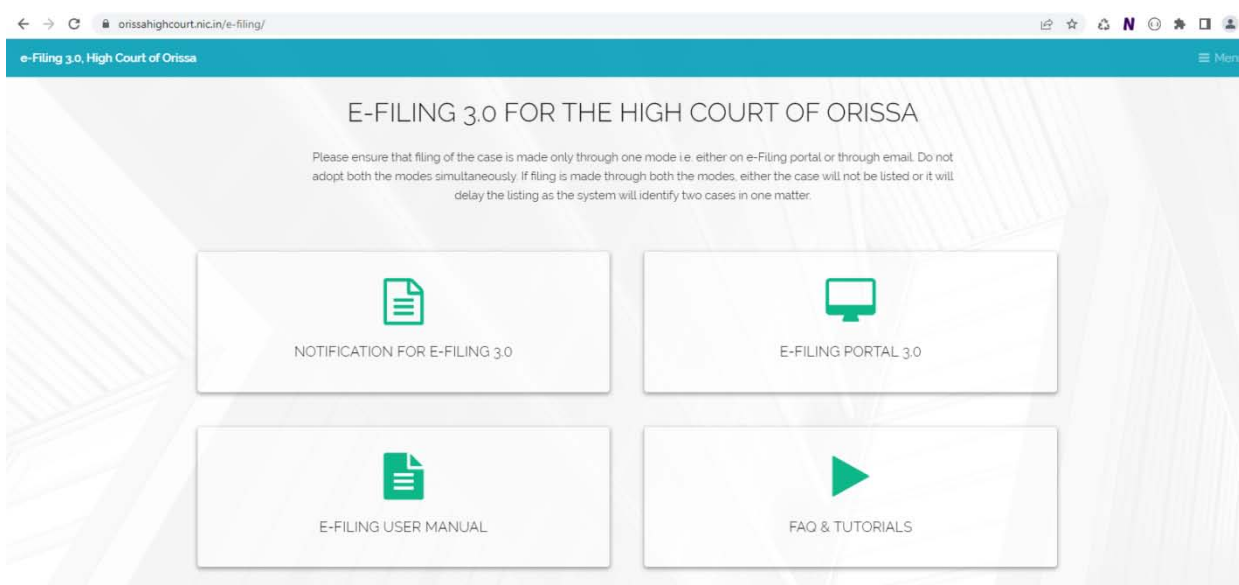 orissahighcourt.nic.in/e-filing/
e-Filing 3.0, High Court of Orissa
Men
E-FILING 3.0 FOR THE HIGH COURT OF ORISSA
Please ensure that filing of the case is made only through one mode i.e. either on e-Filing portal or through email. Do not
adopt both the modes simultaneously. If filing is made through both the modes, either the case will not be listed or it will
delay the listing as the system will identify two cases in one matter.
NOTIFICATION FOR E-FILING 3.0
E-FILING PORTAL 3.0
E-FILING USER MANUAL
FAQ & TUTORIALS